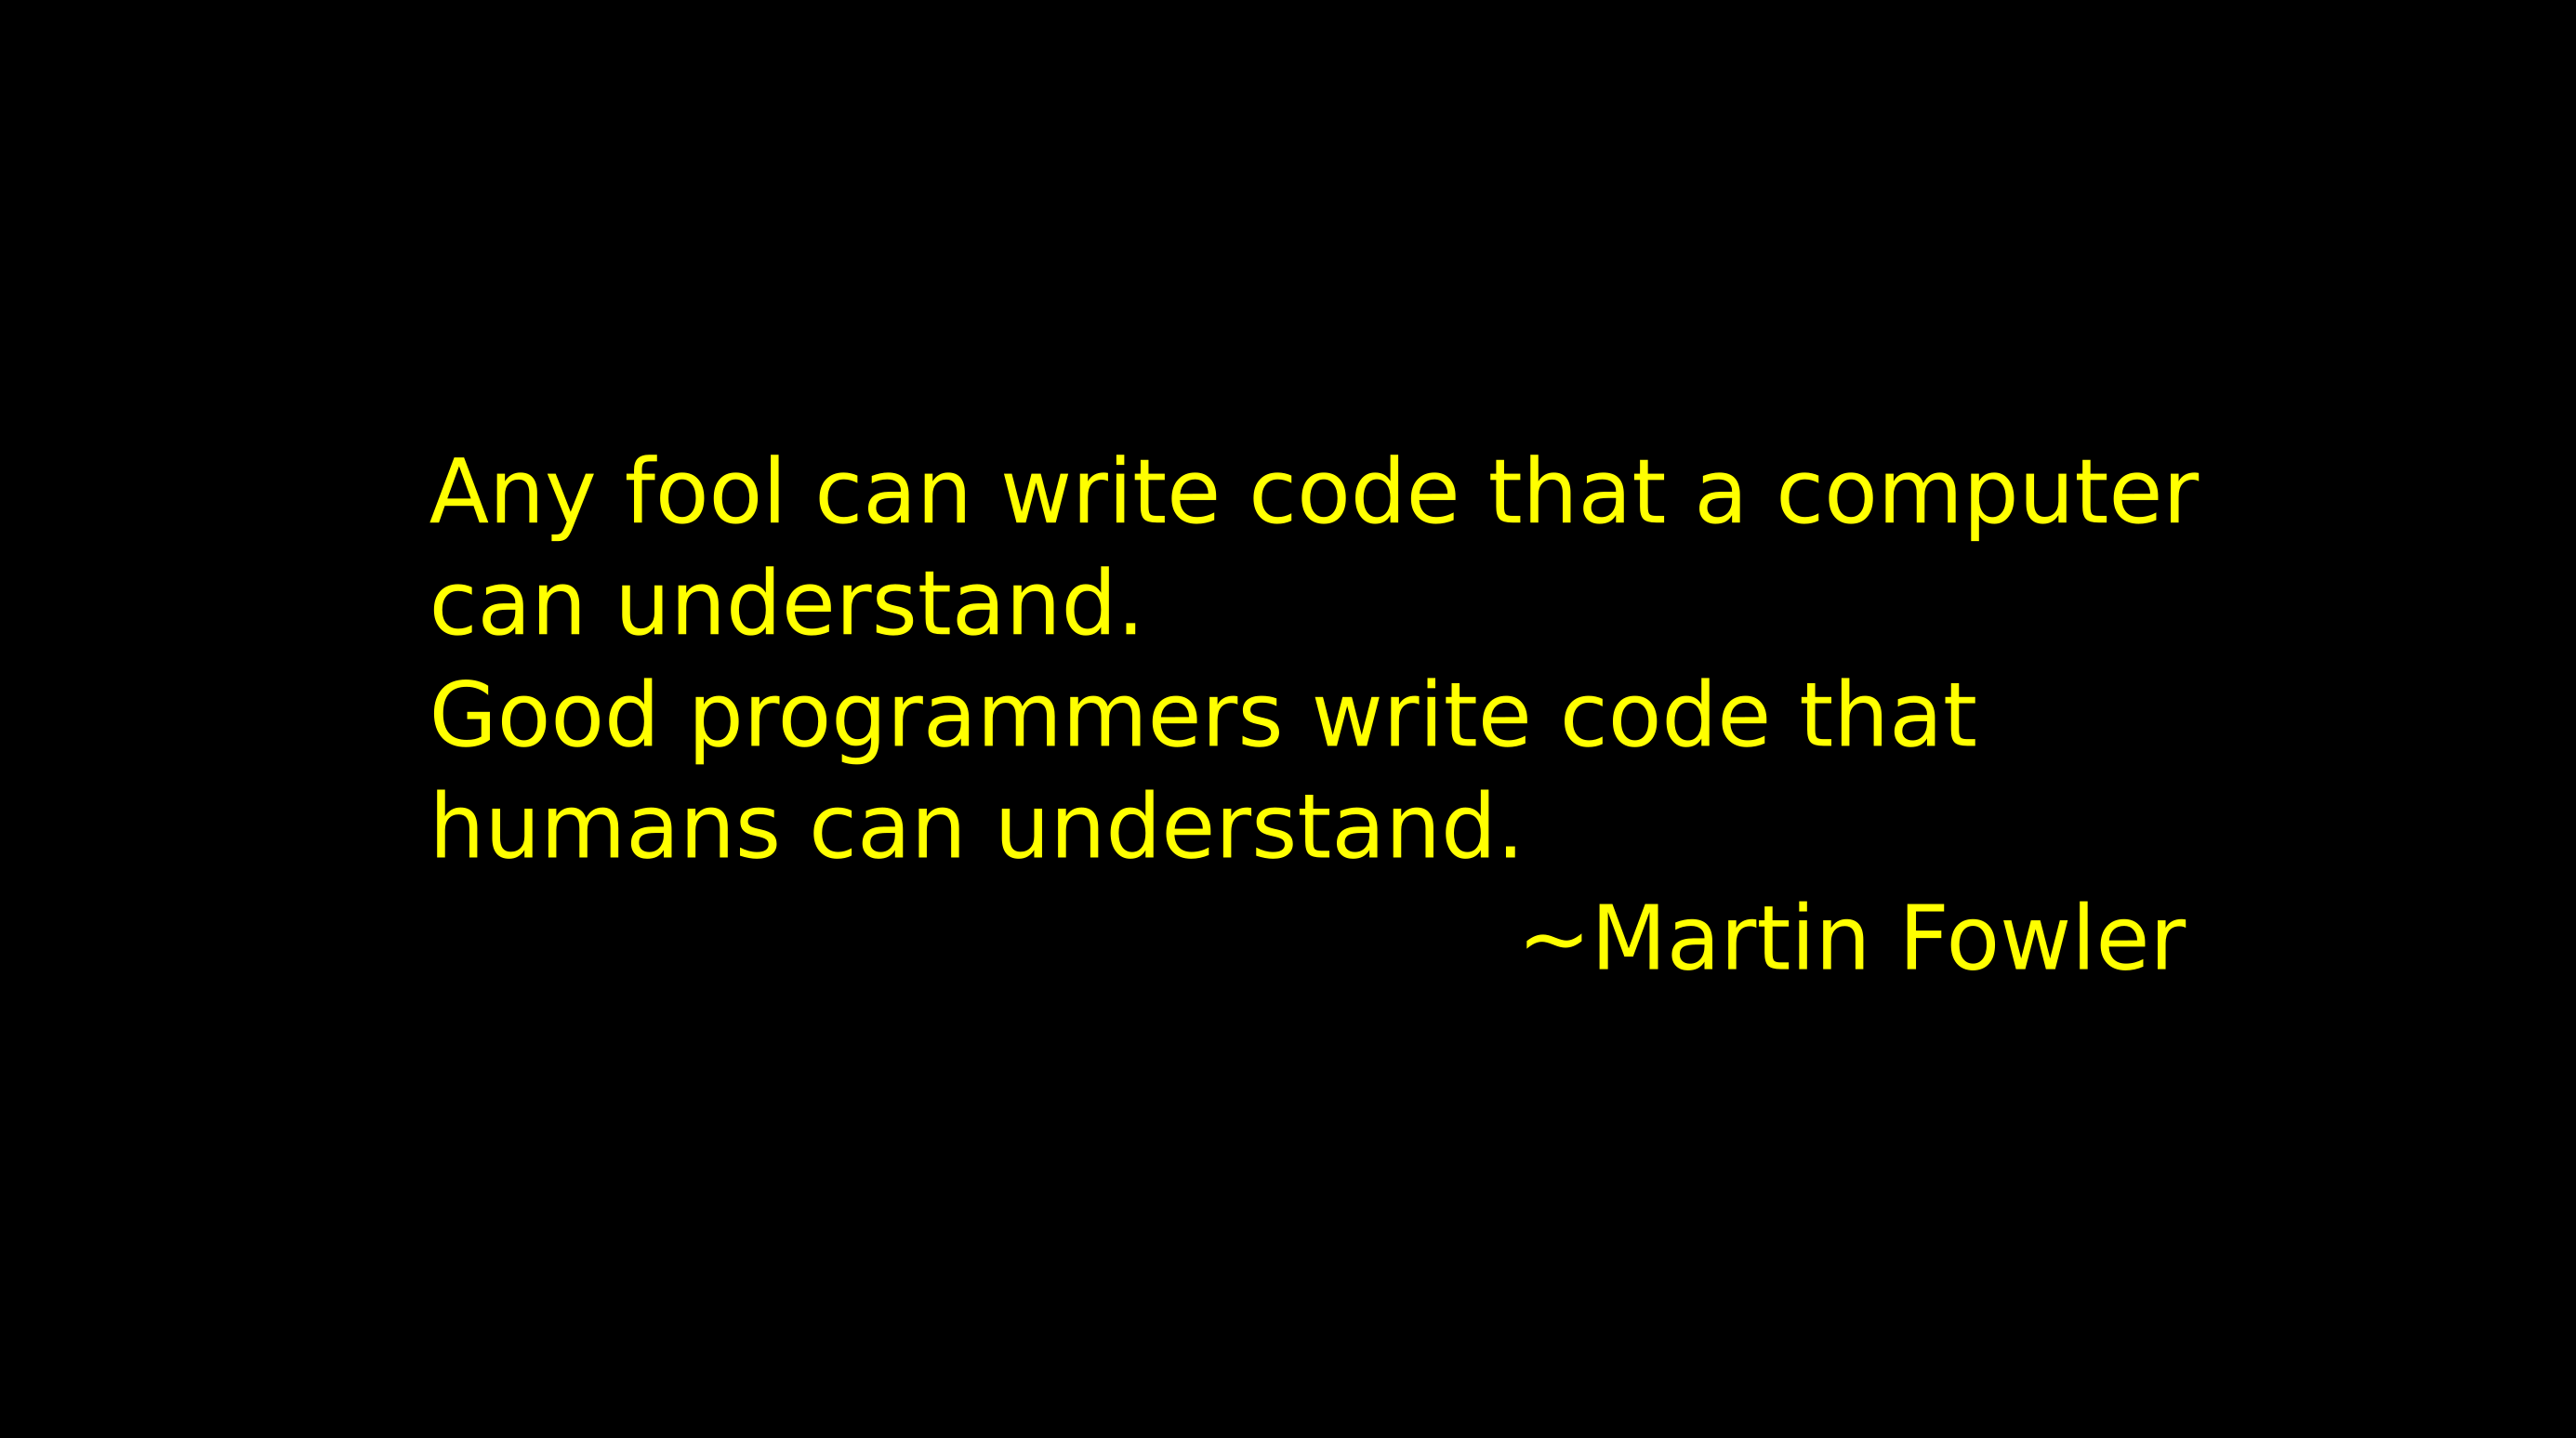 Any fool can write code that a computer
can understand.
Good programmers write code that
humans can understand.
~Martin Fowler